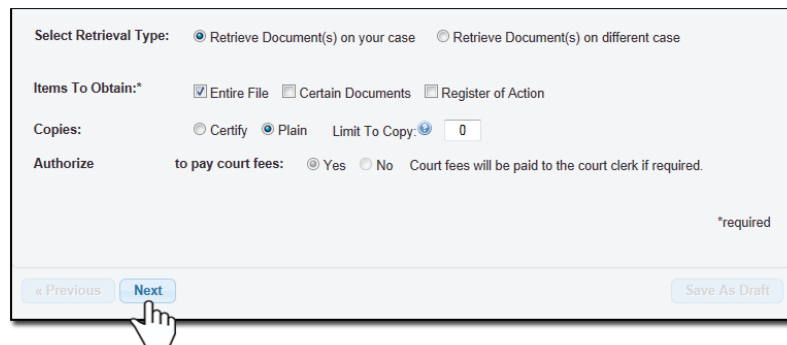 Select Retrieval Type: Retrieve Document(s) on your case Retrieve Document(s) on different case
Items To Obtain:* Entire File Certain Documents Register of Action
Copies: Certify Plain Limit To Copy: 0
Authorize to pay court fees: Yes No Court fees will be paid to the court clerk if required.
*required
« Previous Next Save As Draft